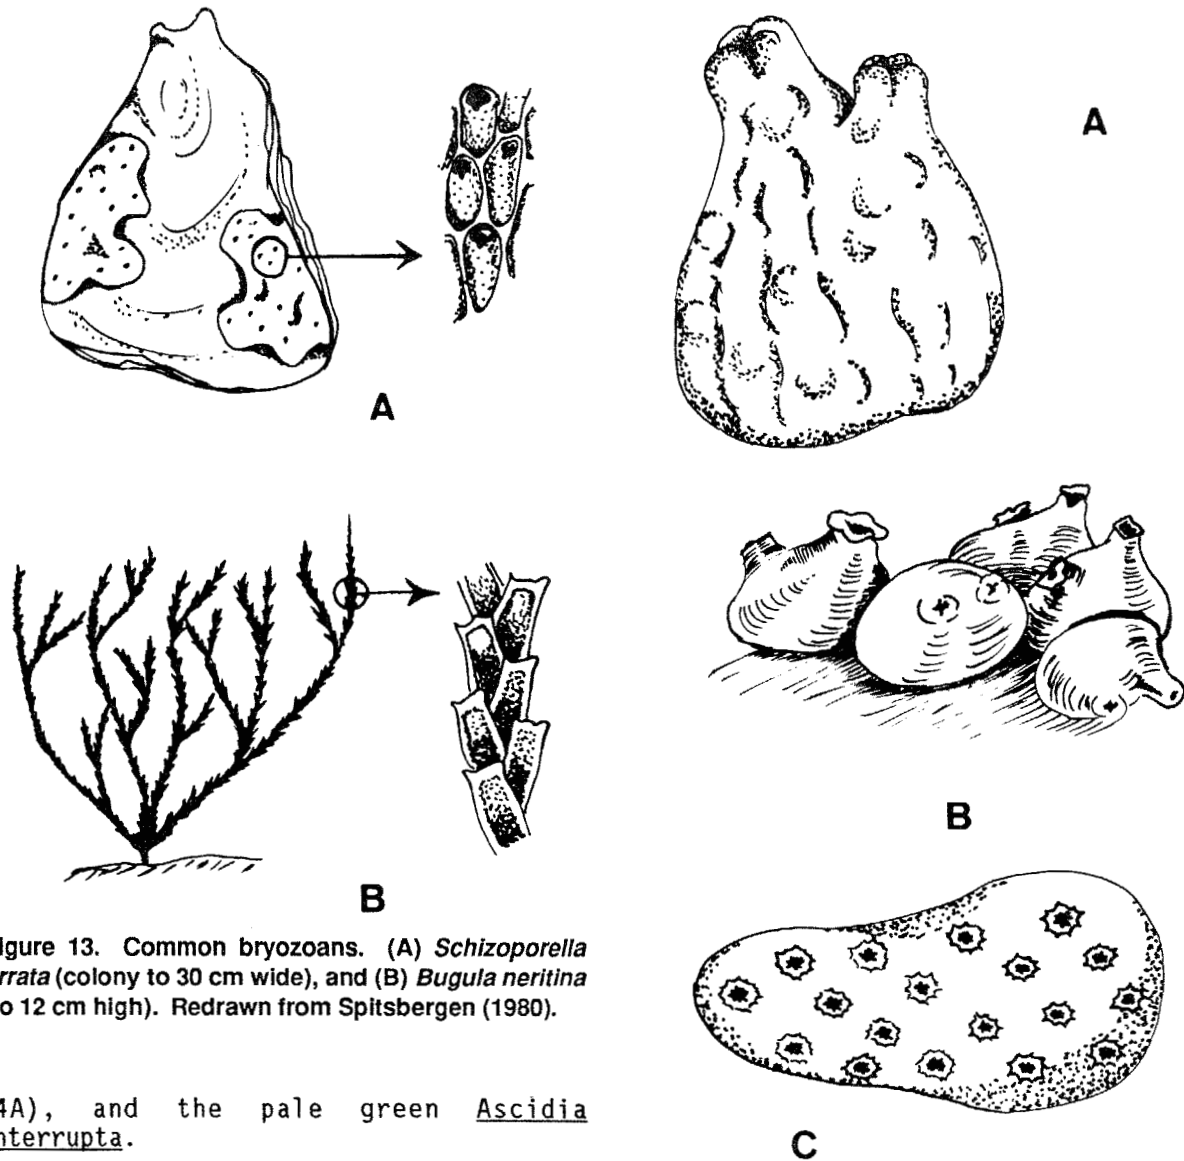 A
B
igure 13. Common bryozoans. (A) Schizoporella
rrata (colony to 30 cm wide), and (B) Bugula neritina
o 12 cm high). Redrawn from Spitsbergen (1980).
4A), and the pale green Ascidia
nterrupta.
A
B
C